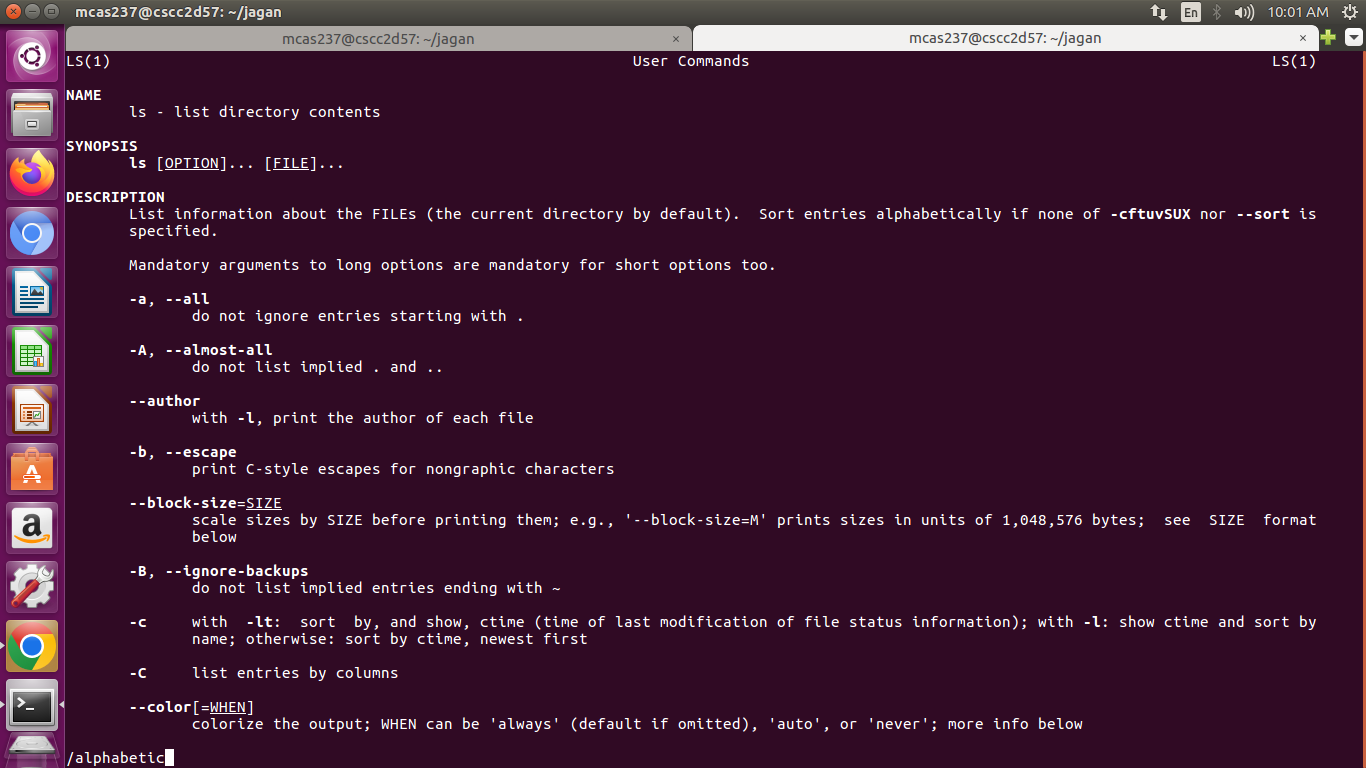 mcas237@cscc2d57: ~/jagan
En
10:01 AM
mcas237@cscc2d57: ~/jagan ×
mcas237@cscc2d57: ~/jagan ×
LS(1) User Commands LS(1)
NAME
ls - list directory contents
SYNOPSIS
ls [OPTION]... [FILE]...
DESCRIPTION
List information about the FILEs (the current directory by default). Sort entries alphabetically if none of -cftuvSUX nor --sort is
specified.
Mandatory arguments to long options are mandatory for short options too.
-a, --all
do not ignore entries starting with .
-A, --almost-all
do not list implied . and ..
--author
with -l, print the author of each file
-b, --escape
print C-style escapes for nongraphic characters
--block-size=SIZE
scale sizes by SIZE before printing them; e.g., '--block-size=M' prints sizes in units of 1,048,576 bytes; see SIZE format
below
-B, --ignore-backups
do not list implied entries ending with ~
-c with -lt: sort by, and show, ctime (time of last modification of file status information); with -l: show ctime and sort by
name; otherwise: sort by ctime, newest first
-C list entries by columns
--color[=WHEN]
colorize the output; WHEN can be 'always' (default if omitted), 'auto', or 'never'; more info below
/alphabetic